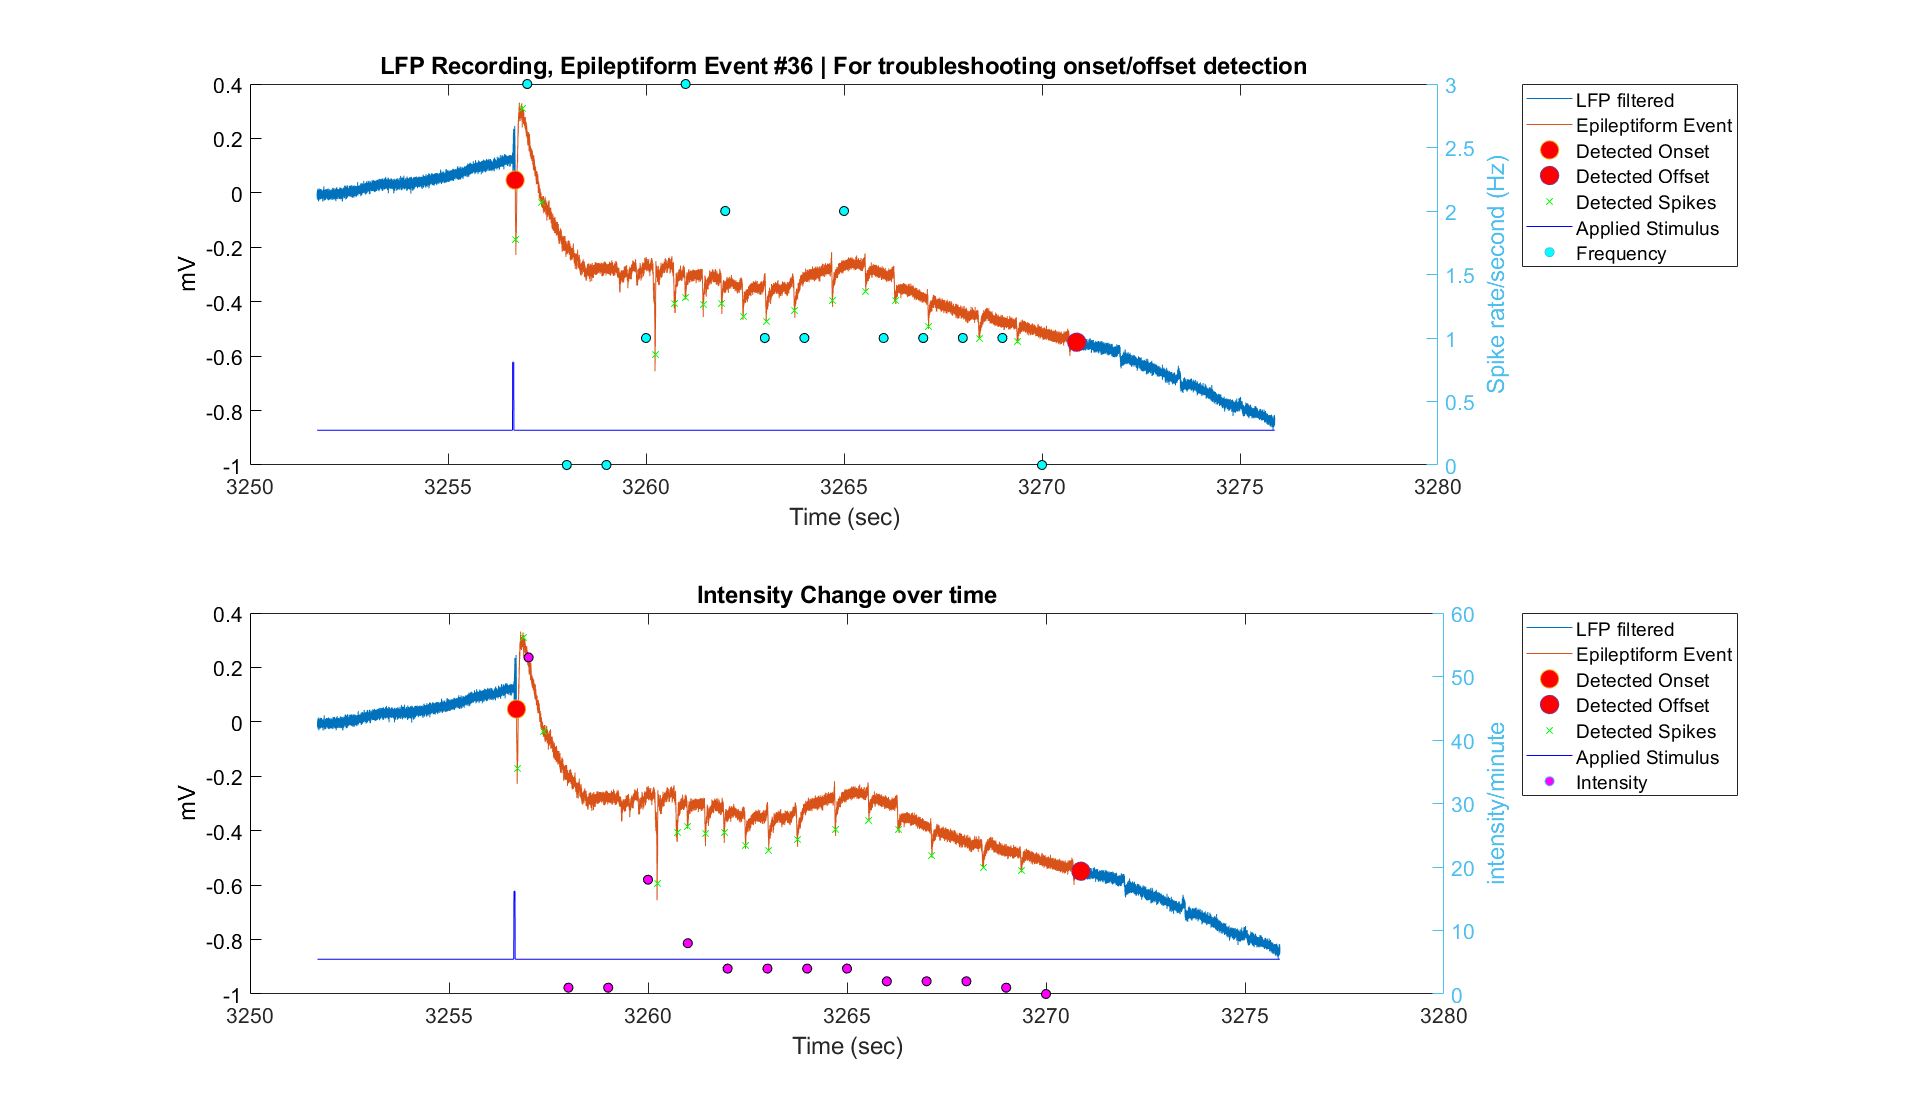 LFP Recording, Epileptiform Event #36 | For troubleshooting onset/offset detection
0.4
0.2
0
-0.2
-0.4
-0.6
-0.8
-1
mV
3250
3255
3260
3265
3270
3275
3280
Time (sec)
3
2.5
2
1.5
1
0.5
0
Spike rate/second (Hz)
LFP filtered
Epileptiform Event
Detected Onset
Detected Offset
Detected Spikes
Applied Stimulus
Frequency
Intensity Change over time
0.4
0.2
0
-0.2
-0.4
-0.6
-0.8
-1
mV
3250
3255
3260
3265
3270
3275
3280
Time (sec)
60
50
40
30
20
10
0
intensity/minute
LFP filtered
Epileptiform Event
Detected Onset
Detected Offset
Detected Spikes
Applied Stimulus
Intensity